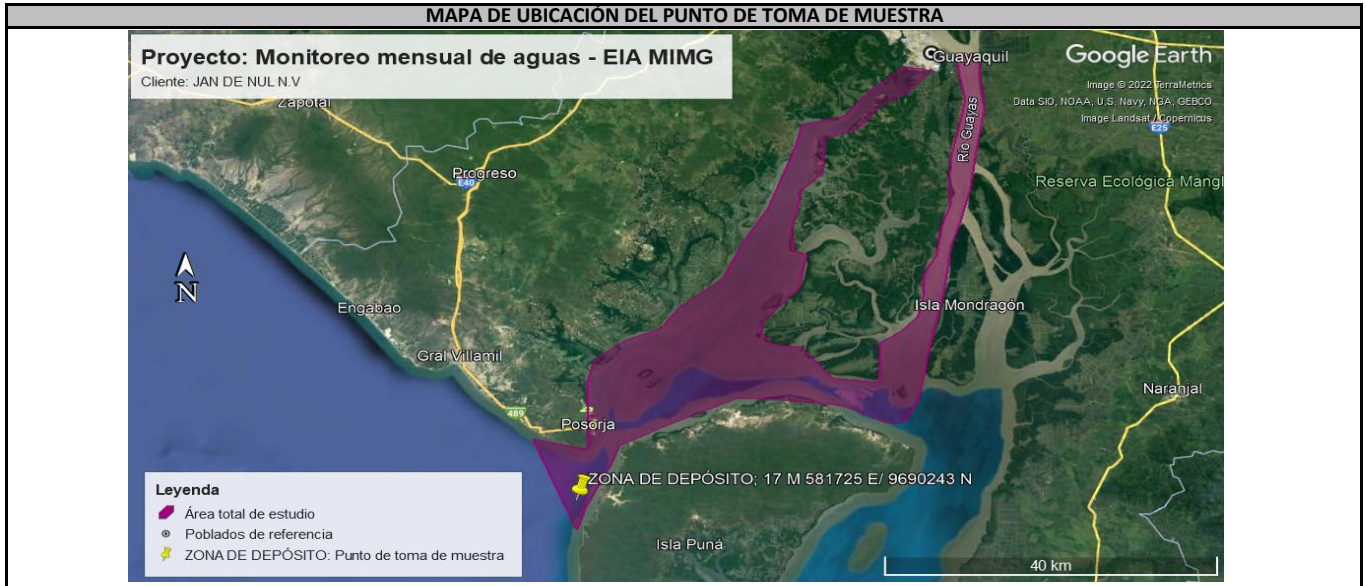 MAPA DE UBICACIÓN DEL PUNTO DE TOMA DE MUESTRA
Proyecto: Monitoreo mensual de aguas - EIA MIMG
Cliente: JAN DE NUL N.V
Google Earth
Image © 2022 TerraMetrics
Data SIO, NOAA, U.S. Navy, NGA, GEBCO
Image Landsat / Copernicus
Guayaquil
Zapotal
E25
Río Guayas
Progreso
E40
Reserva Ecológica Mangl
N
Engabao
Isla Mondragón
Gral Villamil
Naranjal
489
Posorja
ZONA DE DEPÓSITO; 17 M 581725 E/ 9690243 N
Leyenda
Área total de estudio
Poblados de referencia
ZONA DE DEPÓSITO: Punto de toma de muestra
Isla Puná
40 km